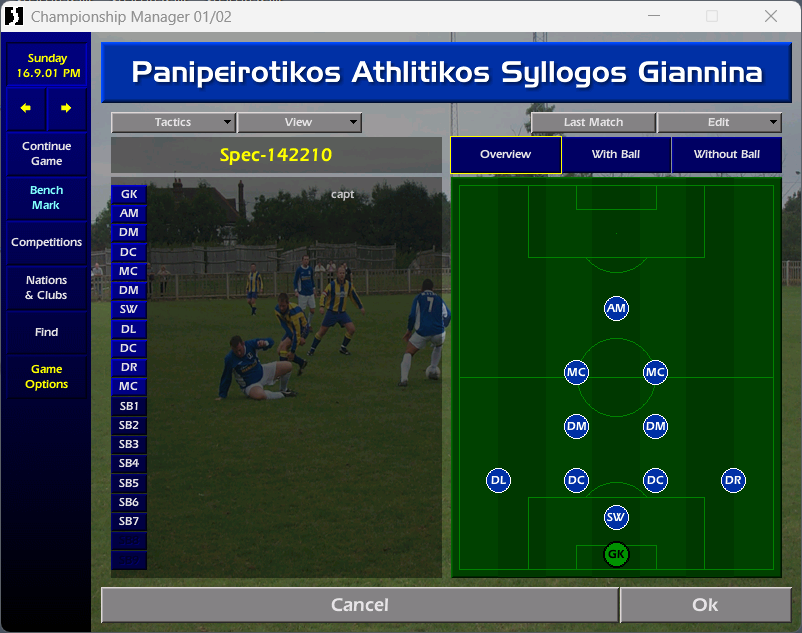 Championship Manager 01/02
Sunday
16.9.01 PM
Continue
Game
Bench
Mark
Competitions
Nations
& Clubs
Find
Game
Options
Panipeirotikos Athlitikos Syllogos Giannina
Tactics
View
Last Match
Edit
Spec-142210
Overview
With Ball
Without Ball
GK capt
AM
DM
DC
MC
DM
SW
DL
DC
DR
MC
SB1
SB2
SB3
SB4
SB5
SB6
SB7
AM
MC MC
DM DM
DL DC DC DR
SW
GK
7
Cancel
Ok